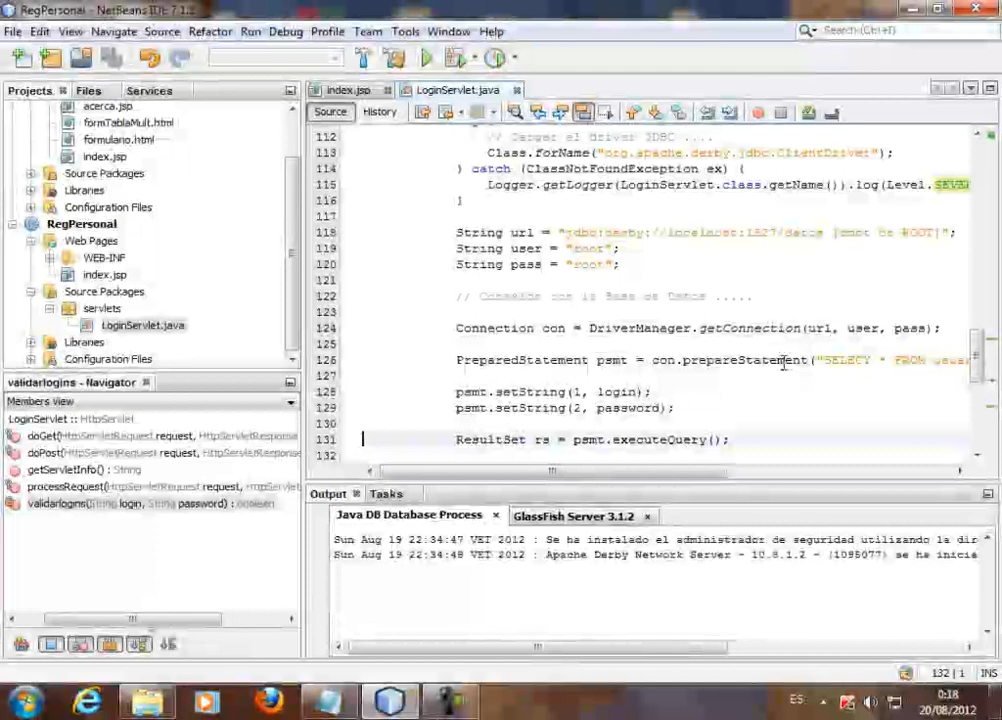 RegPersonal - NetBeans IDE 7.1.2
File Edit View Navigate Source Refactor Run Debug Profile Team Tools Window Help
Search (Ctrl+I)
Projects Files Services
index.jsp LoginServlet.java
Source History
acerca.jsp
formTablaMult.html
formulario.html
index.jsp
Source Packages
Libraries
Configuration Files
RegPersonal
Web Pages
WEB-INF
index.jsp
Source Packages
servlets
LoginServlet.java
Libraries
Configuration Files
112 // Cargar el driver JDBC ....
113 Class.forName("org.apache.derby.jdbc.ClientDriver");
114 } catch (ClassNotFoundException ex) {
115 Logger.getLogger(LoginServlet.class.getName()).log(Level.SEVER
116 }
117
118 String url = "jdbc:derby://localhost:1527/datos [root on ROOT]";
119 String user = "root";
120 String pass = "root";
121
122 // Conexion con la Base de Datos .....
123
124 Connection con = DriverManager.getConnection(url, user, pass);
125
126 PreparedStatement psmt = con.prepareStatement("SELECT * FROM
127
128 psmt.setString(1, login);
129 psmt.setString(2, password);
130
131 ResultSet rs = psmt.executeQuery();
132
validarlogins - Navigator
Members View
LoginServlet :: HttpServlet
doGet(HttpServletRequest request, HttpServlet
doPost(HttpServletRequest request, HttpServle
getServletInfo() : String
processRequest(HttpServletRequest request,
validarlogins(String login, String password) : boolean
Output Tasks
Java DB Database Process GlassFish Server 3.1.2
Sun Aug 19 22:34:47 VET 2012 : Se ha instalado el administrador de seguridad utilizando la dir
Sun Aug 19 22:34:48 VET 2012 : Apache Derby Network Server - 10.8.1.2 - (1095077) se ha inicia
132 | 1 INS
ES
0:18
20/08/2012